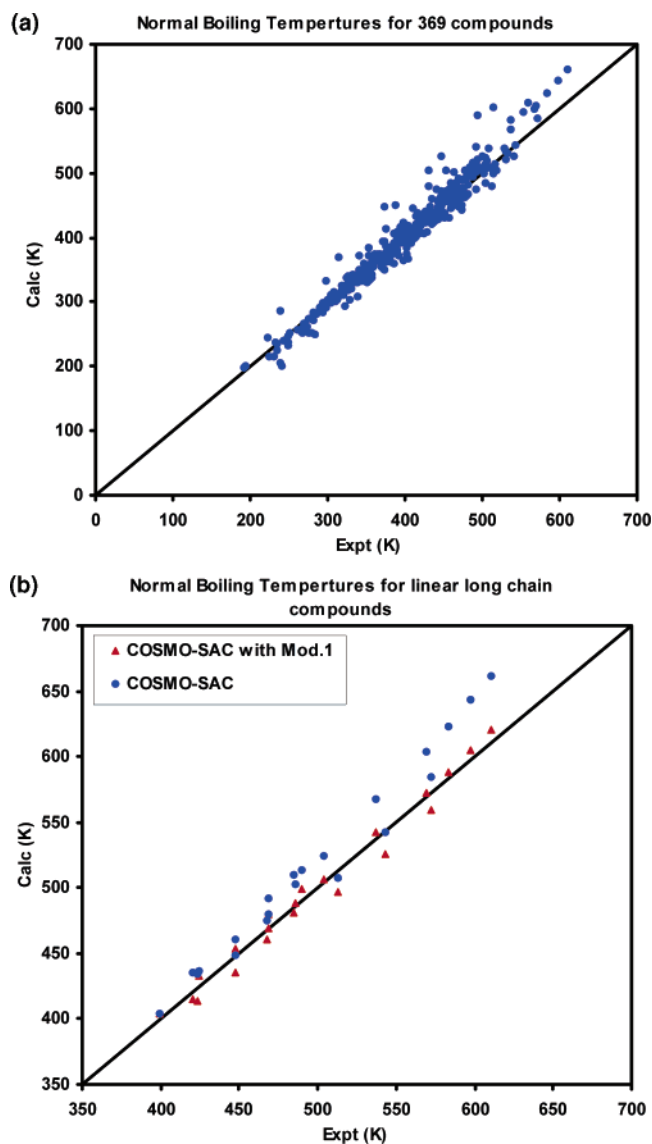 (a)
Normal Boiling Tempertures for 369 compounds
700
600
500
400
300
200
100
0
Calc (K)
0 100 200 300 400 500 600 700
Expt (K)
(b)
Normal Boiling Tempertures for linear long chain
compounds
700
650
600
550
500
450
400
350
Calc (K)
COSMO-SAC with Mod.1
COSMO-SAC
350 400 450 500 550 600 650 700
Expt (K)